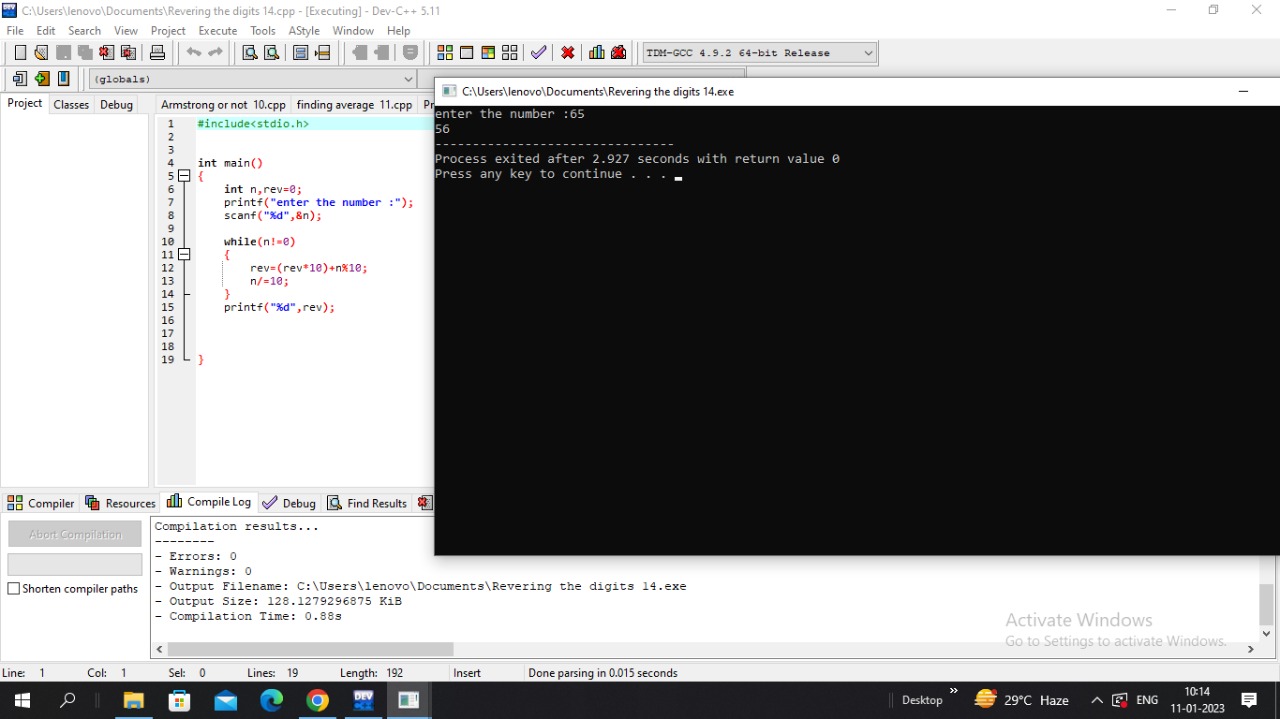 C:\Users\lenovo\Documents\Revering the digits 14.cpp - [Executing] - Dev-C++ 5.11
File Edit Search View Project Execute Tools AStyle Window Help
TDM-GCC 4.9.2 64-bit Release
(globals)
Project Classes Debug
Armstrong or not 10.cpp finding average 11.cpp Pr
1 #include<stdio.h>
2
3
4 int main()
5 {
6 int n,rev=0;
7 printf("enter the number :");
8 scanf("%d",&n);
9
10 while(n!=0)
11 {
12 rev=(rev*10)+n%10;
13 n/=10;
14 }
15 printf("%d",rev);
16
17
18
19 }
C:\Users\lenovo\Documents\Revering the digits 14.exe
enter the number :65
56
--------------------------------
Process exited after 2.927 seconds with return value 0
Press any key to continue . . .
Compiler Resources Compile Log Debug Find Results
Abort Compilation
Shorten compiler paths
Compilation results...
--------
- Errors: 0
- Warnings: 0
- Output Filename: C:\Users\lenovo\Documents\Revering the digits 14.exe
- Output Size: 128.1279296875 KiB
- Compilation Time: 0.88s
Activate Windows
Go to Settings to activate Windows.
Line: 1 Col: 1 Sel: 0 Lines: 19 Length: 192 Insert Done parsing in 0.015 seconds
DEV
Desktop » 29°C Haze ENG
10:14
11-01-2023